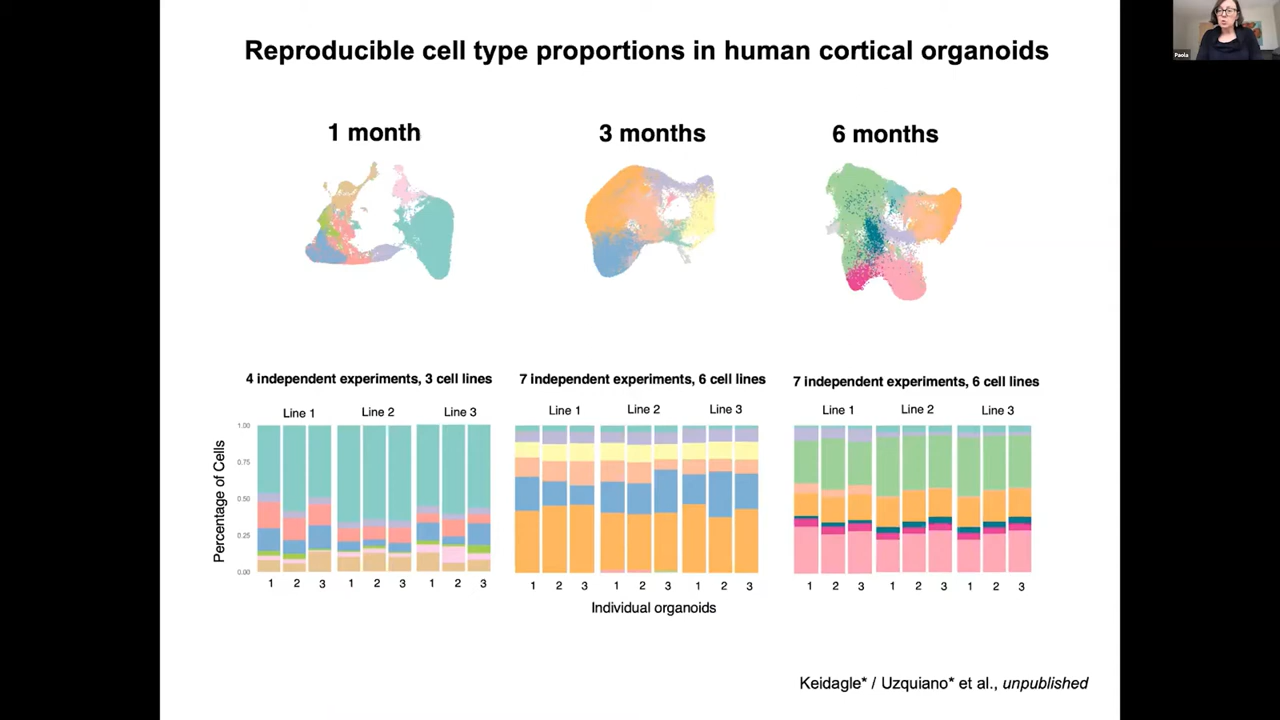 Reproducible cell type proportions in human cortical organoids
Paola
1 month
3 months
6 months
4 independent experiments, 3 cell lines
7 independent experiments, 6 cell lines
7 independent experiments, 6 cell lines
Line 1 Line 2 Line 3
Line 1 Line 2 Line 3
Line 1 Line 2 Line 3
Percentage of Cells
1.00
0.75
0.50
0.25
0.00
1 2 3 1 2 3 1 2 3
1 2 3 1 2 3 1 2 3
1 2 3 1 2 3 1 2 3
Individual organoids
Keidagle* / Uzquiano* et al., unpublished